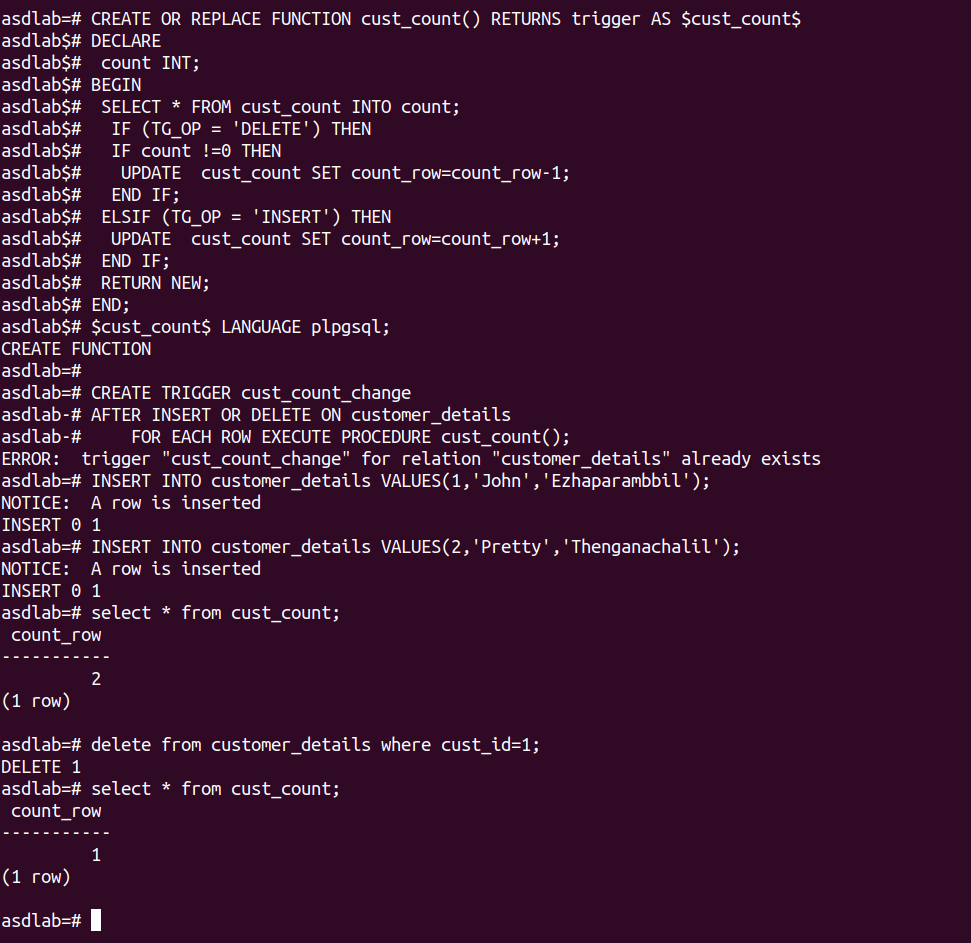 asdlab=# CREATE OR REPLACE FUNCTION cust_count() RETURNS trigger AS $cust_count$
asdlab$# DECLARE
asdlab$#  count INT;
asdlab$# BEGIN
asdlab$#  SELECT * FROM cust_count INTO count;
asdlab$#   IF (TG_OP = 'DELETE') THEN
asdlab$#   IF count !=0 THEN
asdlab$#    UPDATE  cust_count SET count_row=count_row-1;
asdlab$#   END IF;
asdlab$#  ELSIF (TG_OP = 'INSERT') THEN
asdlab$#   UPDATE  cust_count SET count_row=count_row+1;
asdlab$#  END IF;
asdlab$#  RETURN NEW;
asdlab$# END;
asdlab$# $cust_count$ LANGUAGE plpgsql;
CREATE FUNCTION
asdlab=#
asdlab=# CREATE TRIGGER cust_count_change
asdlab-# AFTER INSERT OR DELETE ON customer_details
asdlab-#     FOR EACH ROW EXECUTE PROCEDURE cust_count();
ERROR:  trigger "cust_count_change" for relation "customer_details" already exists
asdlab=# INSERT INTO customer_details VALUES(1,'John','Ezhaparambbil');
NOTICE:  A row is inserted
INSERT 0 1
asdlab=# INSERT INTO customer_details VALUES(2,'Pretty','Thenganachalil');
NOTICE:  A row is inserted
INSERT 0 1
asdlab=# select * from cust_count;
 count_row
-----------
         2
(1 row)

asdlab=# delete from customer_details where cust_id=1;
DELETE 1
asdlab=# select * from cust_count;
 count_row
-----------
         1
(1 row)

asdlab=#